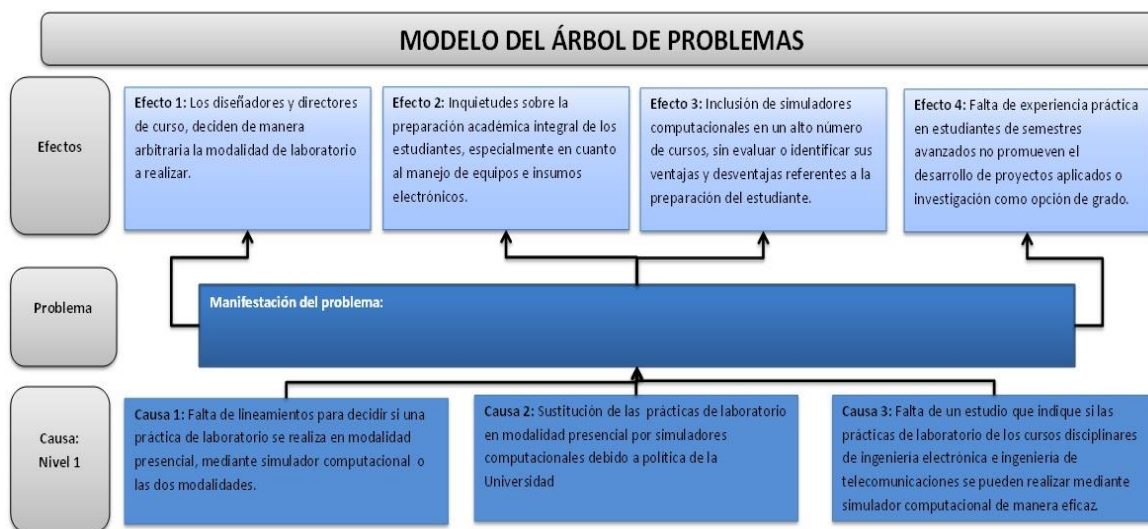 MODELO DEL ÁRBOL DE PROBLEMAS
Efectos
Efecto 1: Los diseñadores y directores
de curso, deciden de manera
arbitraria la modalidad de laboratorio
a realizar.
Efecto 2: Inquietudes sobre la
preparación académica integral de los
estudiantes, especialmente en cuanto
al manejo de equipos e insumos
electrónicos.
Efecto 3: Inclusión de simuladores
computacionales en un alto número
de cursos, sin evaluar o identificar sus
ventajas y desventajas referentes a la
preparación del estudiante.
Efecto 4: Falta de experiencia práctica
en estudiantes de semestres
avanzados no promueven el
desarrollo de proyectos aplicados o
investigación como opción de grado.
Problema
Manifestación del problema:
Causa:
Nivel 1
Causa 1: Falta de lineamientos para decidir si una
práctica de laboratorio se realiza en modalidad
presencial, mediante simulador computacional o
las dos modalidades.
Causa 2: Sustitución de las prácticas de laboratorio
en modalidad presencial por simuladores
computacionales debido a política de la
Universidad
Causa 3: Falta de un estudio que indique si las
prácticas de laboratorio de los cursos disciplinares
de ingeniería electrónica e ingeniería de
telecomunicaciones se pueden realizar mediante
simulador computacional de manera eficaz.